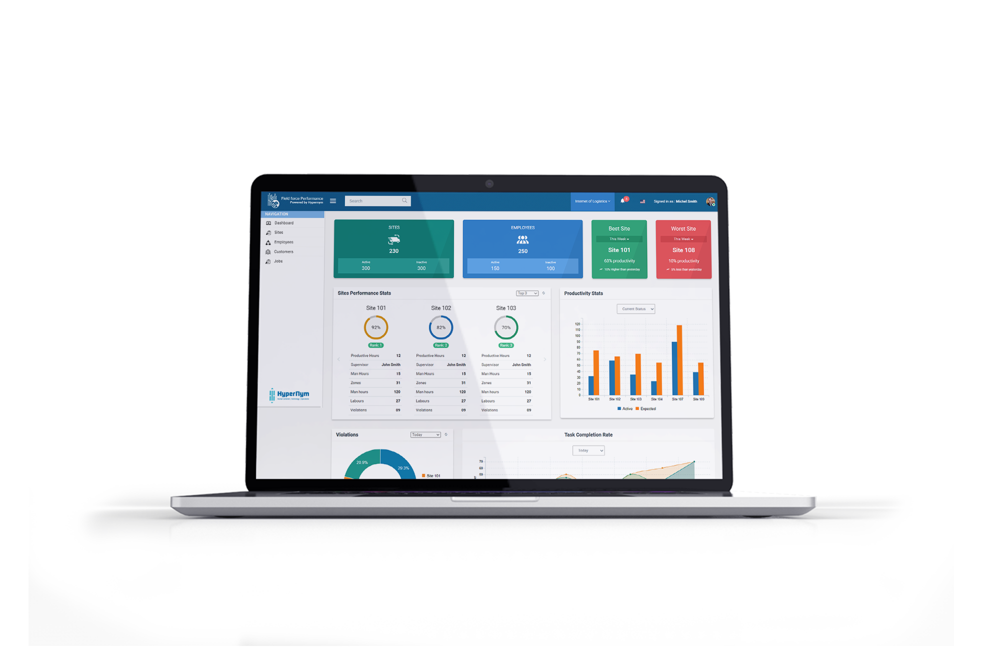 Field force Performance
Powered by Hypernym
Search
Internet of Logistics
5
Signed in as : Michel Smith
NAVIGATION
Dashboard
Sites
Employees
Customers
Jobs
HyperNym
SITES
230
Active Inactive
300 300
EMPLOYEES
250
Active Inactive
150 100
Best Site
This Week
Site 101
63% productivity
10% Higher than yesterday
Worst Site
This Week
Site 108
10% productivity
5% less than yesterday
Sites Performance Stats
Top 3
Site 101 Site 102 Site 103
92% 82% 70%
Rank: 1 Rank: 2 Rank: 3
Productive Hours 12 Productive Hours 12 Productive Hours 12
Supervisor John Smith Supervisor John Smith Supervisor John Smith
Man Hours 15 Man Hours 15 Man Hours 15
Zones 31 Zones 31 Zones 31
Man hours 120 Man hours 120 Man hours 120
Labours 27 Labours 27 Labours 27
Violations 09 Violations 09 Violations 09
Productivity Stats
Current Status
120
110
100
90
80
70
60
50
40
30
20
10
0
Site 101 Site 102 Site 103 Site 104 Site 107 Site 109
Active Expected
Violations
Today
20.9%
29.3%
Site 101
Task Completion Rate
Today
70
60
50